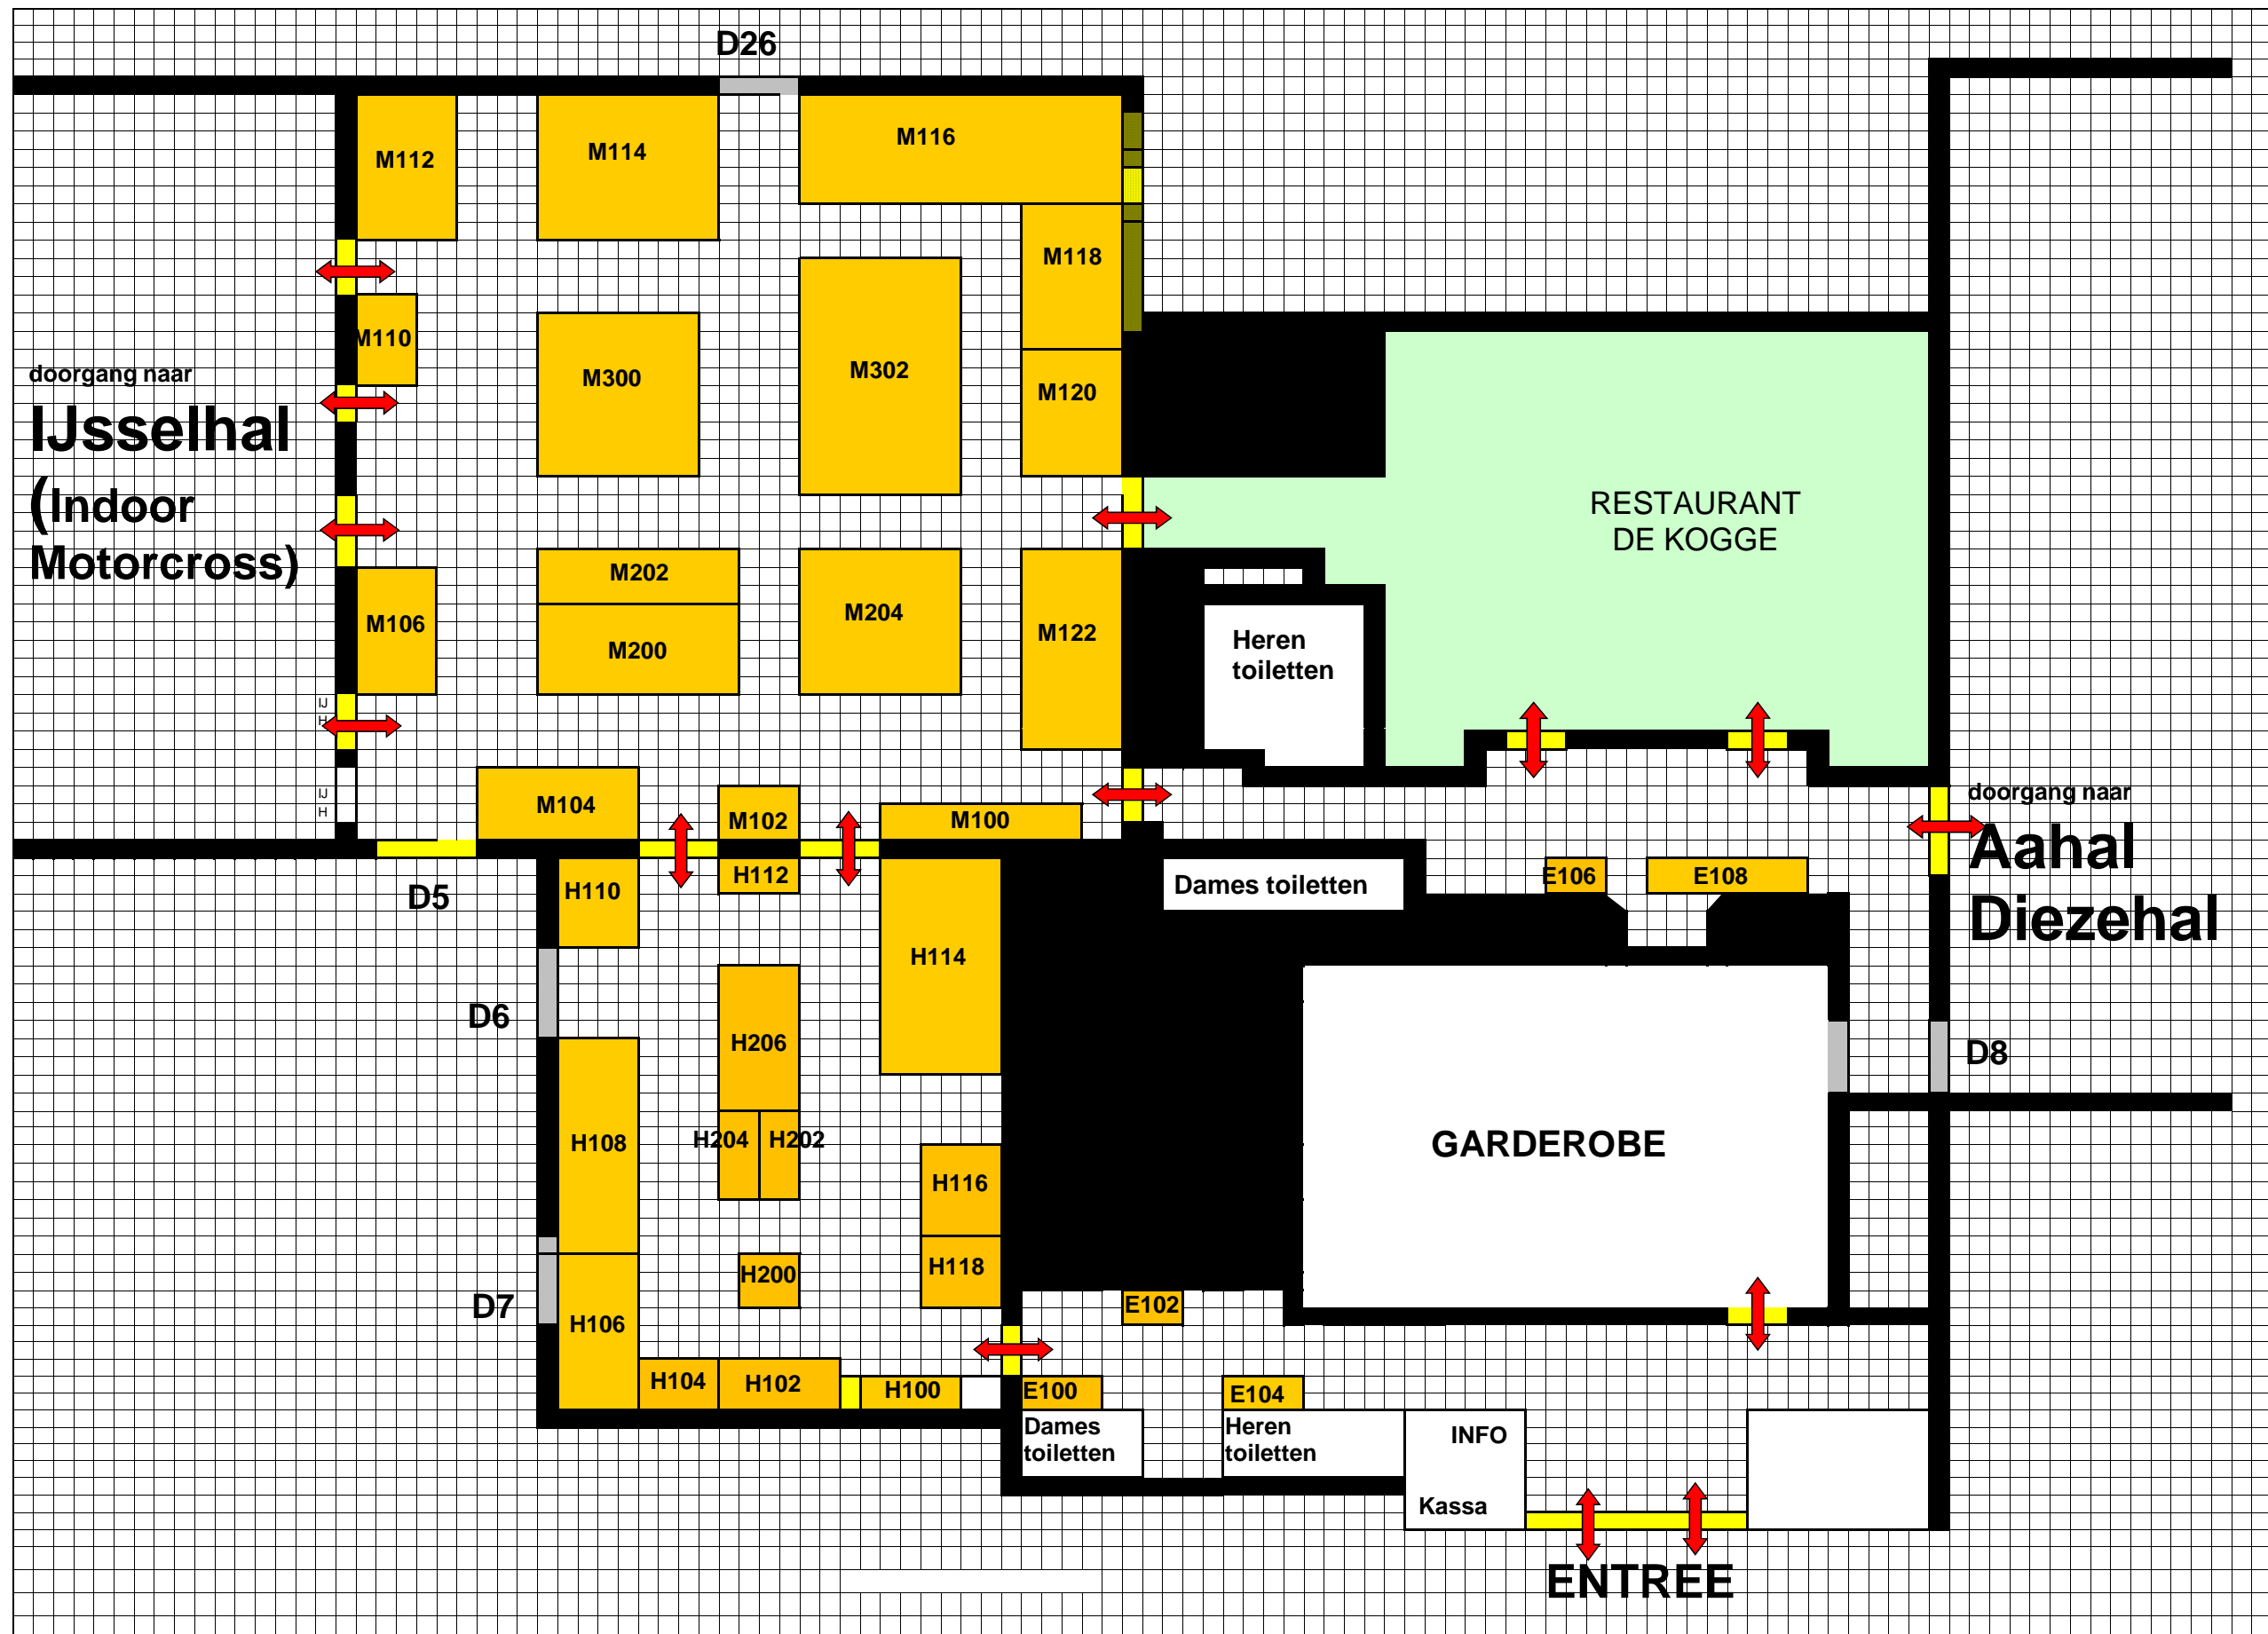 D26
M112
M114
M116
M118
M110
M300
M302
M120
doorgang naar
IJsselhal
(Indoor
Motorcross)
RESTAURANT
DE KOGGE
M202
M106
M200
M204
M122
Heren
toiletten
IJ
H
IJ
H
M104
M102
M100
doorgang naar
Aahal
Diezehal
D5
H110
H112
Dames toiletten
E106
E108
H114
D6
H206
D8
H108
H204
H202
GARDEROBE
H116
H118
H200
D7
H106
E102
H104
H102
H100
E100
E104
Dames
toiletten
Heren
toiletten
INFO
Kassa
ENTREE